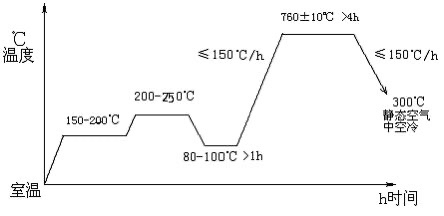 760±10℃ >4h
℃
温度
≤150℃/h
≤150℃/h
200-250℃
150-200℃
300℃
静态空气
中空冷
80-100℃ >1h
室温
h时间